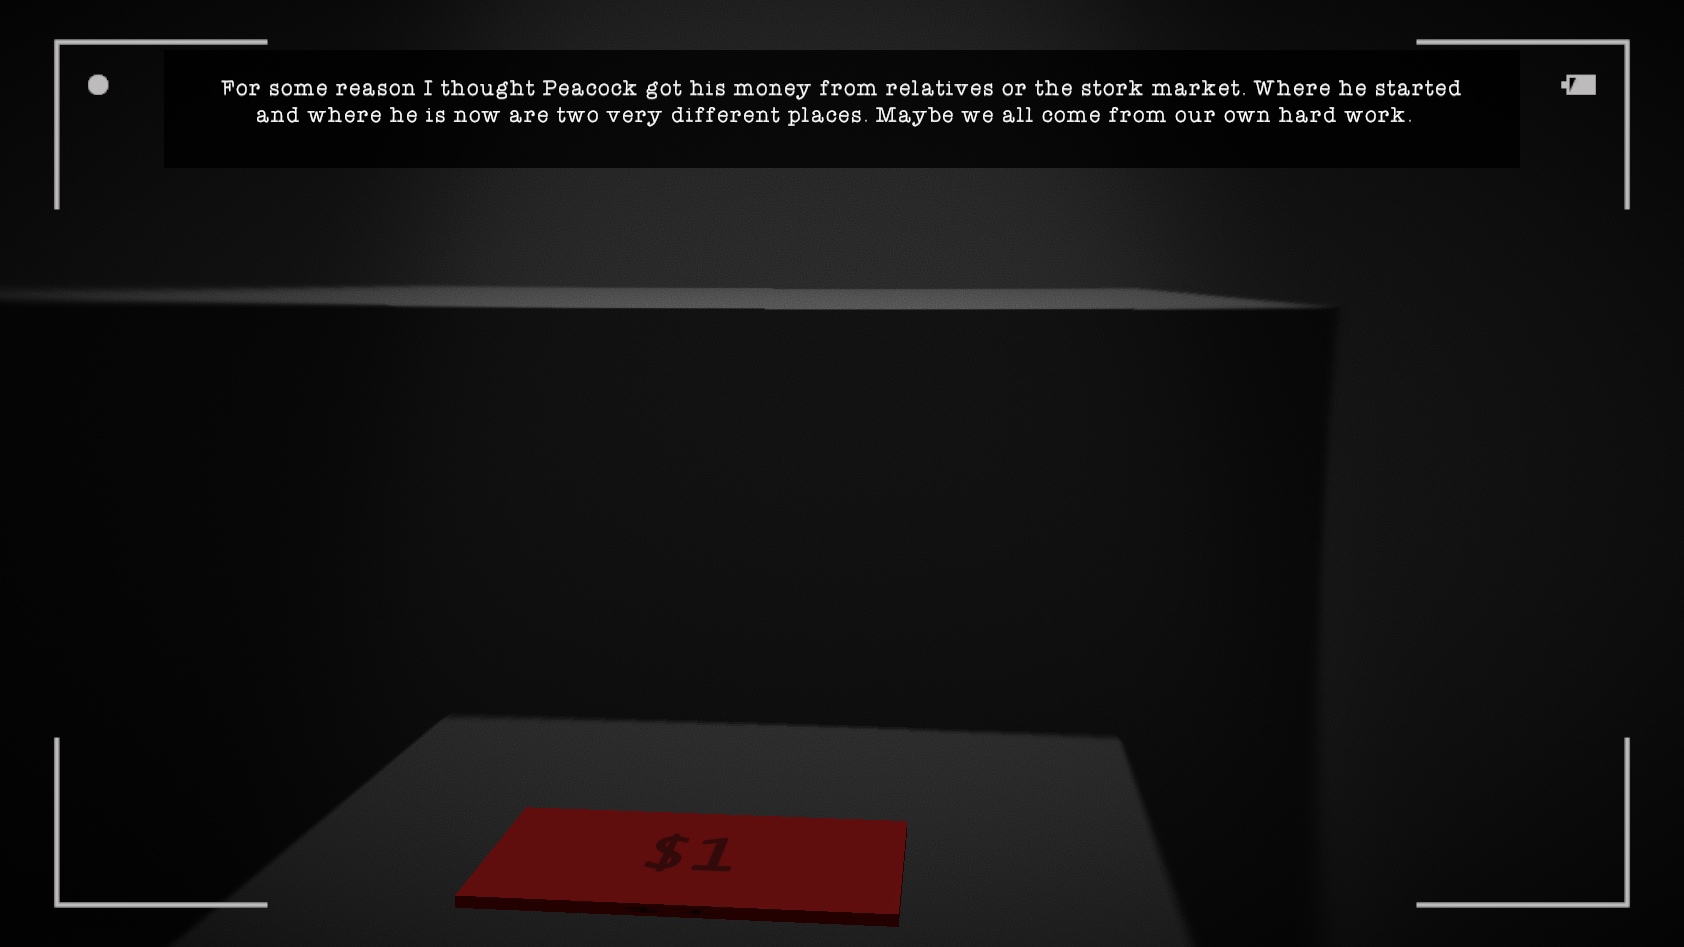 For some reason I thought Peacock got his money from relatives or the stork market. Where he started
and where he is now are two very different places. Maybe we all come from our own hard work.
$1